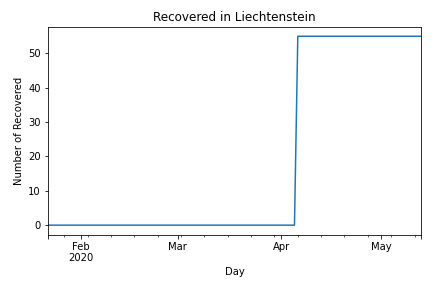 Recovered in Liechtenstein
50
40
30
20
10
0
Number of Recovered
Feb
2020
Mar
Apr
May
Day